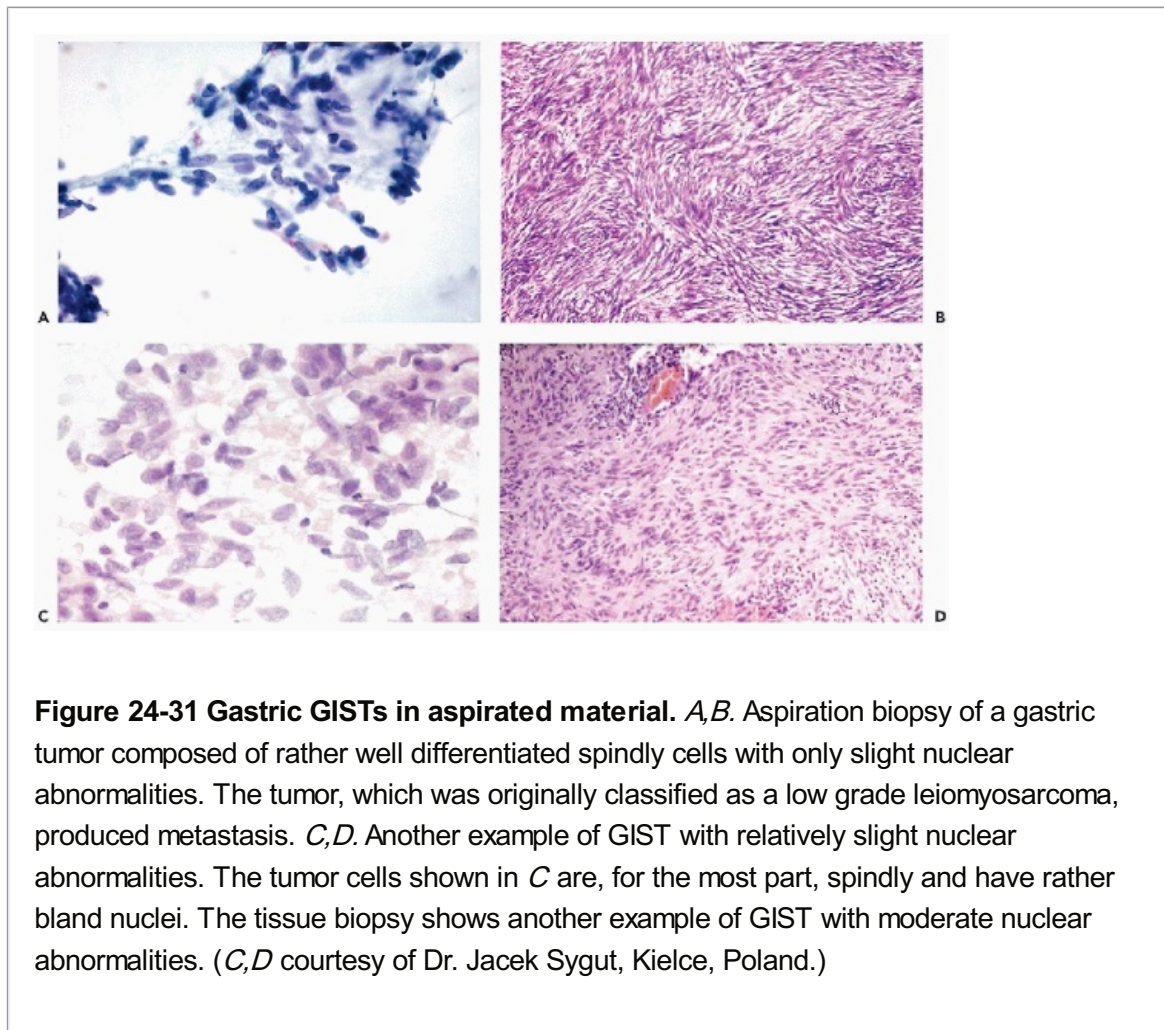 A
B
C
D
Figure 24-31 Gastric GISTs in aspirated material. A,B. Aspiration biopsy of a gastric
tumor composed of rather well differentiated spindly cells with only slight nuclear
abnormalities. The tumor, which was originally classified as a low grade leiomyosarcoma,
produced metastasis. C,D. Another example of GIST with relatively slight nuclear
abnormalities. The tumor cells shown in C are, for the most part, spindly and have rather
bland nuclei. The tissue biopsy shows another example of GIST with moderate nuclear
abnormalities. (C,D courtesy of Dr. Jacek Sygut, Kielce, Poland.)